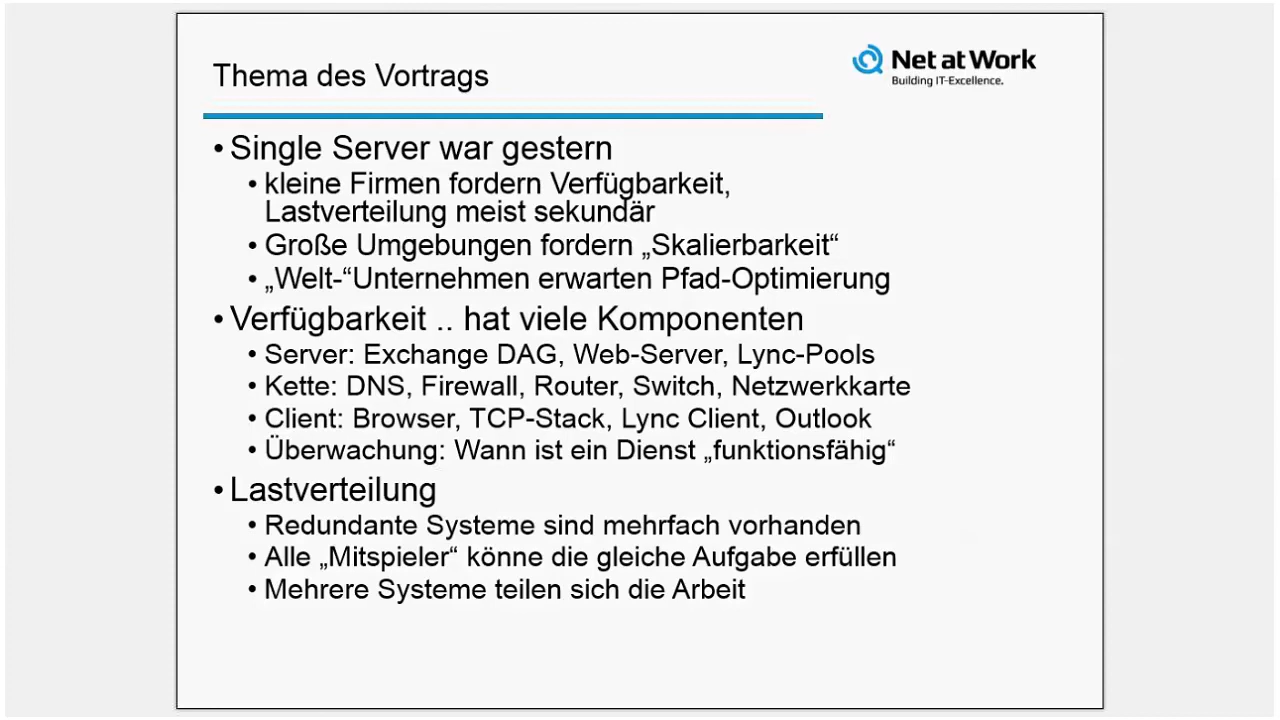 Thema des Vortrags
Net at Work
Building IT-Excellence.
• Single Server war gestern
• kleine Firmen fordern Verfügbarkeit,
Lastverteilung meist sekundär
• Große Umgebungen fordern „Skalierbarkeit“
• „Welt-“Unternehmen erwarten Pfad-Optimierung
• Verfügbarkeit .. hat viele Komponenten
• Server: Exchange DAG, Web-Server, Lync-Pools
• Kette: DNS, Firewall, Router, Switch, Netzwerkkarte
• Client: Browser, TCP-Stack, Lync Client, Outlook
• Überwachung: Wann ist ein Dienst „funktionsfähig“
• Lastverteilung
• Redundante Systeme sind mehrfach vorhanden
• Alle „Mitspieler“ könne die gleiche Aufgabe erfüllen
• Mehrere Systeme teilen sich die Arbeit